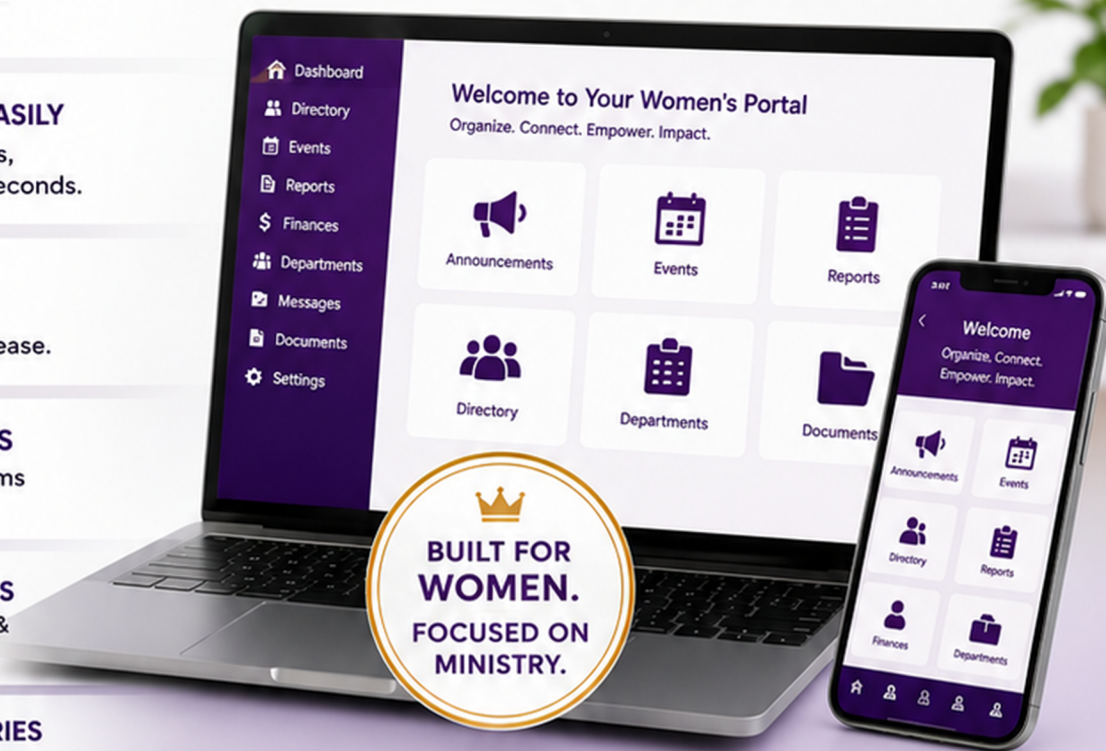 ASILY
s,
econds.
ease.
S
ms
S
&
RIES
Dashboard
Directory
Events
Reports
Finances
Departments
Messages
Documents
Settings
Welcome to Your Women's Portal
Organize. Connect. Empower. Impact.
Announcements
Events
Reports
Directory
Departments
Documents
BUILT FOR
WOMEN.
FOCUSED ON
MINISTRY.
Welcome
Organize, Connect.
Empower. Impact.
Announcements
Events
Directory
Reports
Finances
Departments